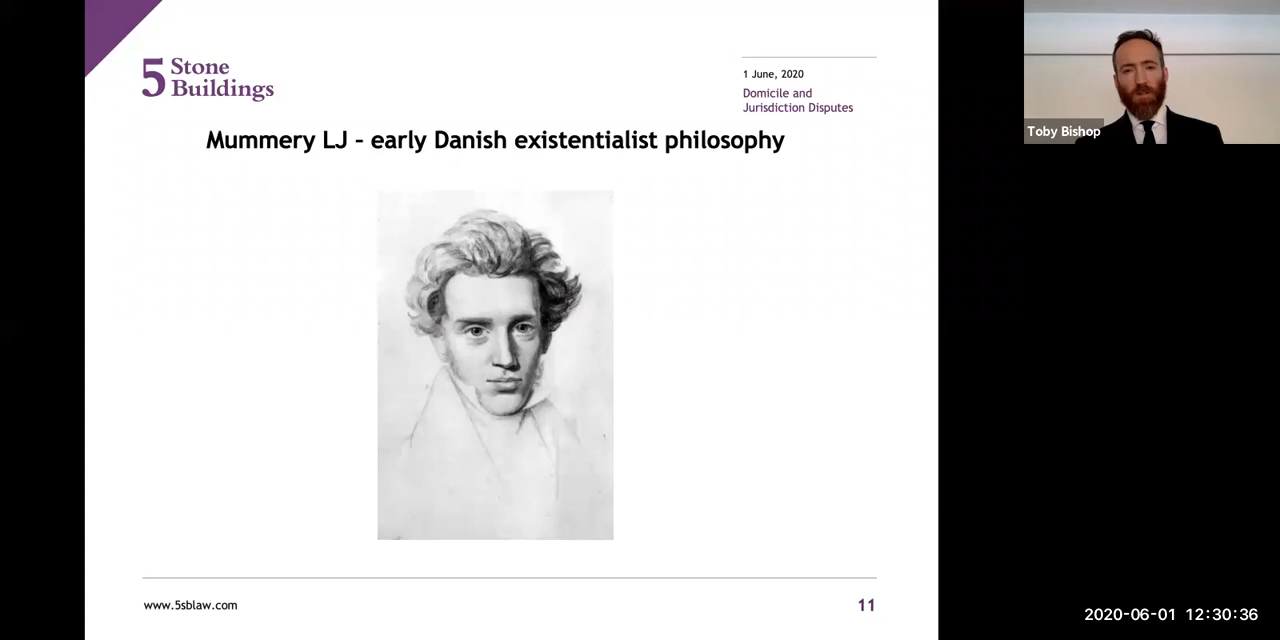 5 Stone
Buildings
1 June, 2020
Domicile and
Jurisdiction Disputes
Toby Bishop
Mummery LJ – early Danish existentialist philosophy
www.5sblaw.com
11
2020-06-01 12:30:36